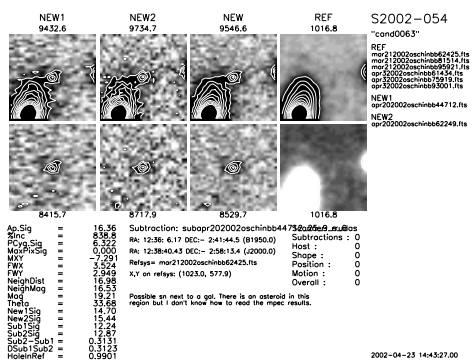 NEW1 NEW2 NEW REF
9432.6 9734.7 9546.6 1016.8
8415.7 8717.9 8529.7 1016.8
S2002-054
"cand0063"
REF
mar212002oschinbb62425.fts
mar212002oschinbb81514.fts
mar212002oschinbb95921.fts
apr32002oschinbb61434.fts
apr32002oschinbb75919.fts
apr32002oschinbb93001.fts
NEW1
apr202002oschinbb44712.fts
NEW2
apr202002oschinbb62249.fts
Ap.Sig = 16.36
%Inc = 838.8
PCyg.Sig = 6.322
MaxPixSig = 0.000
MXY = -7.291
FWX = 3.524
FWY = 2.949
NeighDist = 16.98
NeighMag = 16.53
Mag = 19.21
Theta = 33.68
New1Sig = 14.70
New2Sig = 15.44
Sub1Sig = 12.24
Sub2Sig = 12.87
Sub2-Sub1 = 0.3131
DSub1Sub2 = 0.3123
HoleInRef = 0.9901
Subtraction: subapr202002oschinbb4471
RA: 12:36: 6.17 DEC:- 2:41:44.5 (B1950.0)
RA: 12:38:40.43 DEC:- 2:58:13.4 (J2000.0)
Refsys= mar212002oschinbb62425.fts
X,Y on refsys: (1023.0, 577.9)
Possible sn next to a gal. There is an asteroid in this
region but I don't know how to read the mpec results.
Subtractions : 0
Host : 0
Shape : 0
Position : 0
Motion : 0
Overall : 0
2002-04-23 14:43:27.00